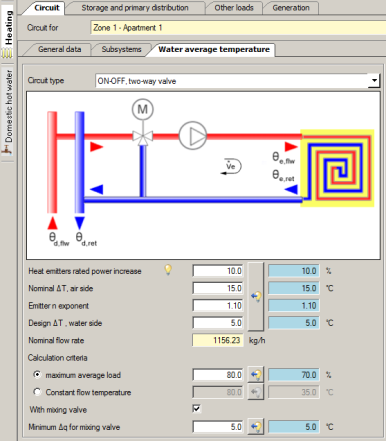 Circuit Storage and primary distribution Other loads Generation
Heating
Domestic hot water
Circuit for Zone 1 - Apartment 1
General data Subsystems Water average temperature
Circuit type ON-OFF, two-way valve
M
V̇e
θe,flw
θe,ret
θd,flw θd,ret
Heat emitters rated power increase 10.0 10.0 %
Nominal ΔT, air side 15.0 15.0 °C
Emitter n exponent 1.10 1.10
Design ΔT , water side 5.0 5.0 °C
Nominal flow rate 1156.23 kg/h
Calculation criteria
maximum average load 80.0 70.0 %
Constant flow temperature 80.0 35.0 °C
With mixing valve
Minimum Δq for mixing valve 5.0 5.0 °C